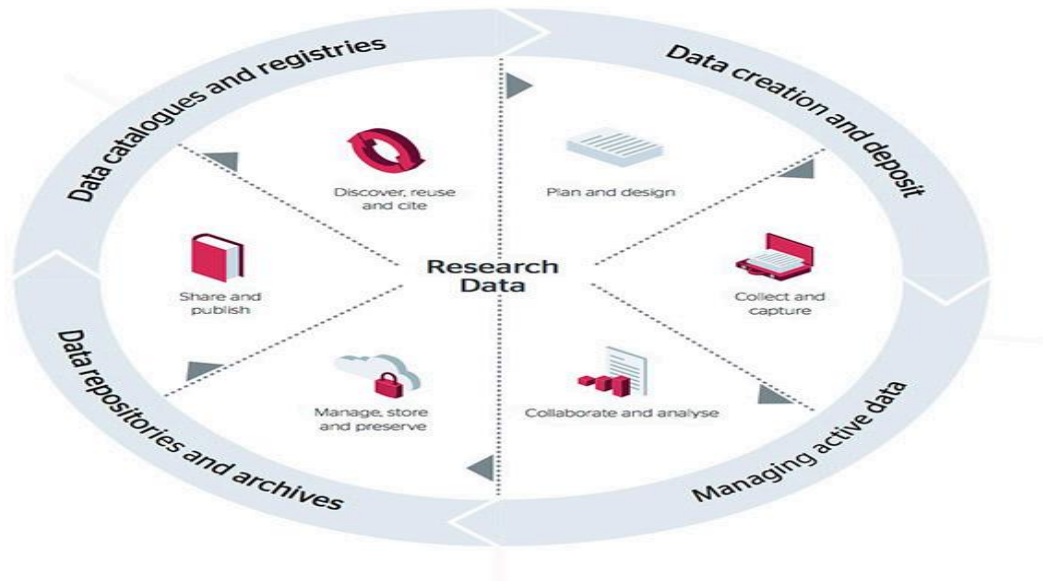 Data catalogues and registries
Data creation and deposit
Discover, reuse
and cite
Plan and design
Research
Data
Share and
publish
Collect and
capture
Manage, store
and preserve
Collaborate and analyse
Data repositories and archives
Managing active data